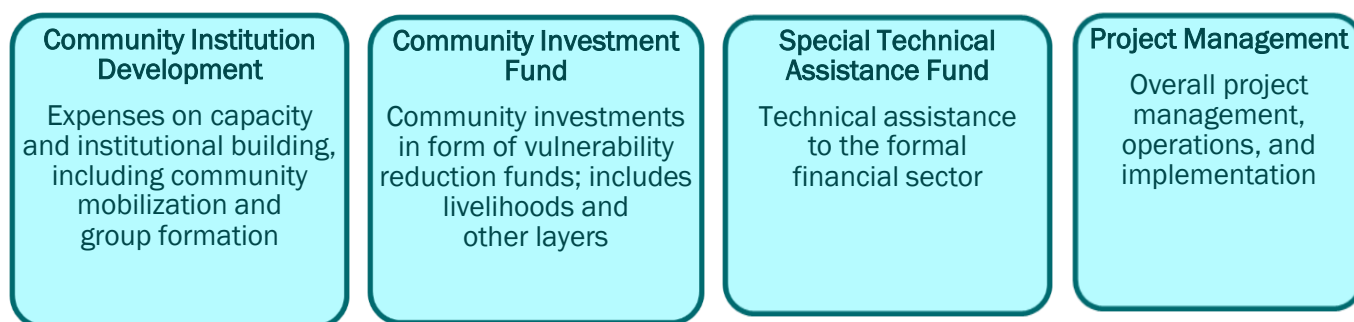 Community Institution
Development
Expenses on capacity
and institutional building,
including community
mobilization and
group formation
Community Investment
Fund
Community investments
in form of vulnerability
reduction funds; includes
livelihoods and
other layers
Special Technical
Assistance Fund
Technical assistance
to the formal
financial sector
Project Management
Overall project
management,
operations, and
implementation